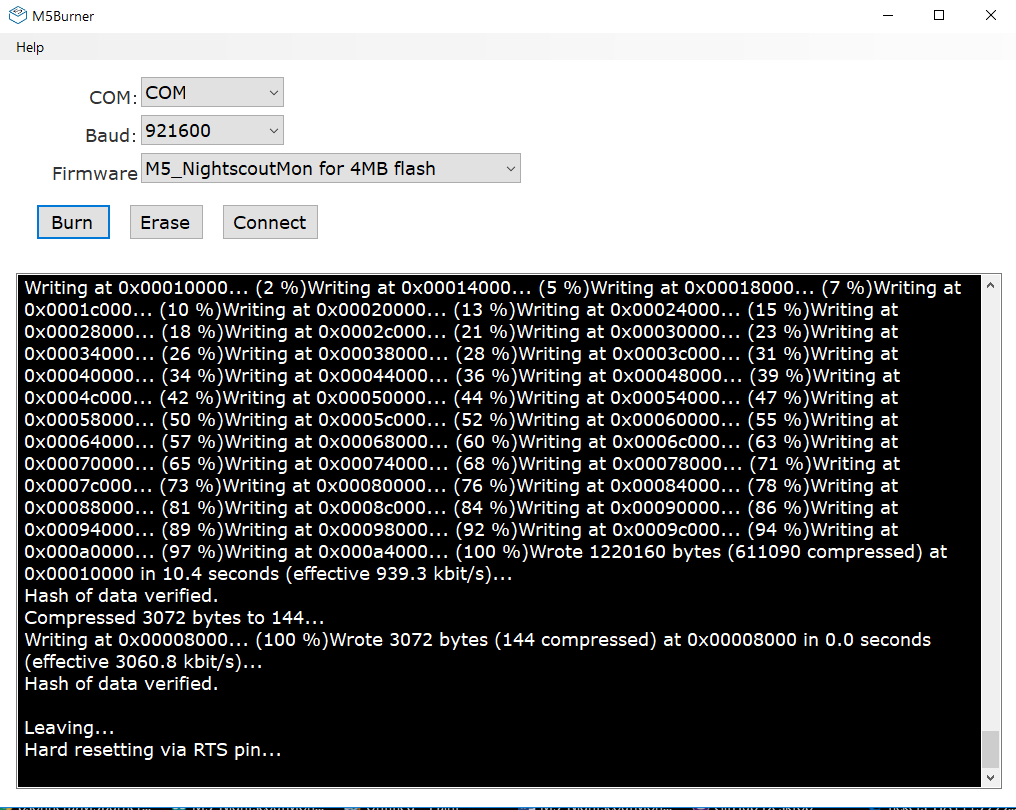 M5Burner
Help
COM: COM
Baud: 921600
Firmware M5_NightscoutMon for 4MB flash
Burn Erase Connect
Writing at 0x00010000... (2 %)Writing at 0x00014000... (5 %)Writing at 0x00018000... (7 %)Writing at
0x0001c000... (10 %)Writing at 0x00020000... (13 %)Writing at 0x00024000... (15 %)Writing at
0x00028000... (18 %)Writing at 0x0002c000... (21 %)Writing at 0x00030000... (23 %)Writing at
0x00034000... (26 %)Writing at 0x00038000... (28 %)Writing at 0x0003c000... (31 %)Writing at
0x00040000... (34 %)Writing at 0x00044000... (36 %)Writing at 0x00048000... (39 %)Writing at
0x0004c000... (42 %)Writing at 0x00050000... (44 %)Writing at 0x00054000... (47 %)Writing at
0x00058000... (50 %)Writing at 0x0005c000... (52 %)Writing at 0x00060000... (55 %)Writing at
0x00064000... (57 %)Writing at 0x00068000... (60 %)Writing at 0x0006c000... (63 %)Writing at
0x00070000... (65 %)Writing at 0x00074000... (68 %)Writing at 0x00078000... (71 %)Writing at
0x0007c000... (73 %)Writing at 0x00080000... (76 %)Writing at 0x00084000... (78 %)Writing at
0x00088000... (81 %)Writing at 0x0008c000... (84 %)Writing at 0x00090000... (86 %)Writing at
0x00094000... (89 %)Writing at 0x00098000... (92 %)Writing at 0x0009c000... (94 %)Writing at
0x000a0000... (97 %)Writing at 0x000a4000... (100 %)Wrote 1220160 bytes (611090 compressed) at
0x00010000 in 10.4 seconds (effective 939.3 kbit/s)...
Hash of data verified.
Compressed 3072 bytes to 144...
Writing at 0x00008000... (100 %)Wrote 3072 bytes (144 compressed) at 0x00008000 in 0.0 seconds
(effective 3060.8 kbit/s)...
Hash of data verified.
Leaving...
Hard resetting via RTS pin...